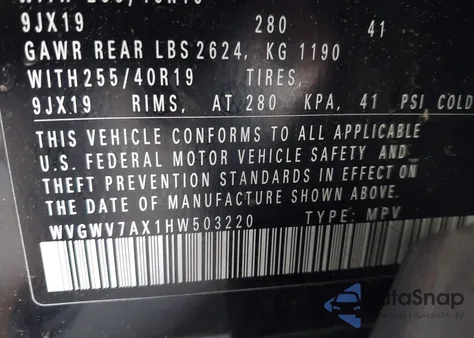 9JX19 280 41
GAWR REAR LBS 2624, KG 1190
WITH255/40R19 TIRES,
9JX19 RIMS, AT 280 KPA, 41 PSI COLD
THIS VEHICLE CONFORMS TO ALL APPLICABLE
U.S. FEDERAL MOTOR VEHICLE SAFETY AND
THEFT PREVENTION STANDARDS IN EFFECT ON
THE DATE OF MANUFACTURE SHOWN ABOVE.
WVGWV7AX1HW503220 TYPE: MPV
DataSnap